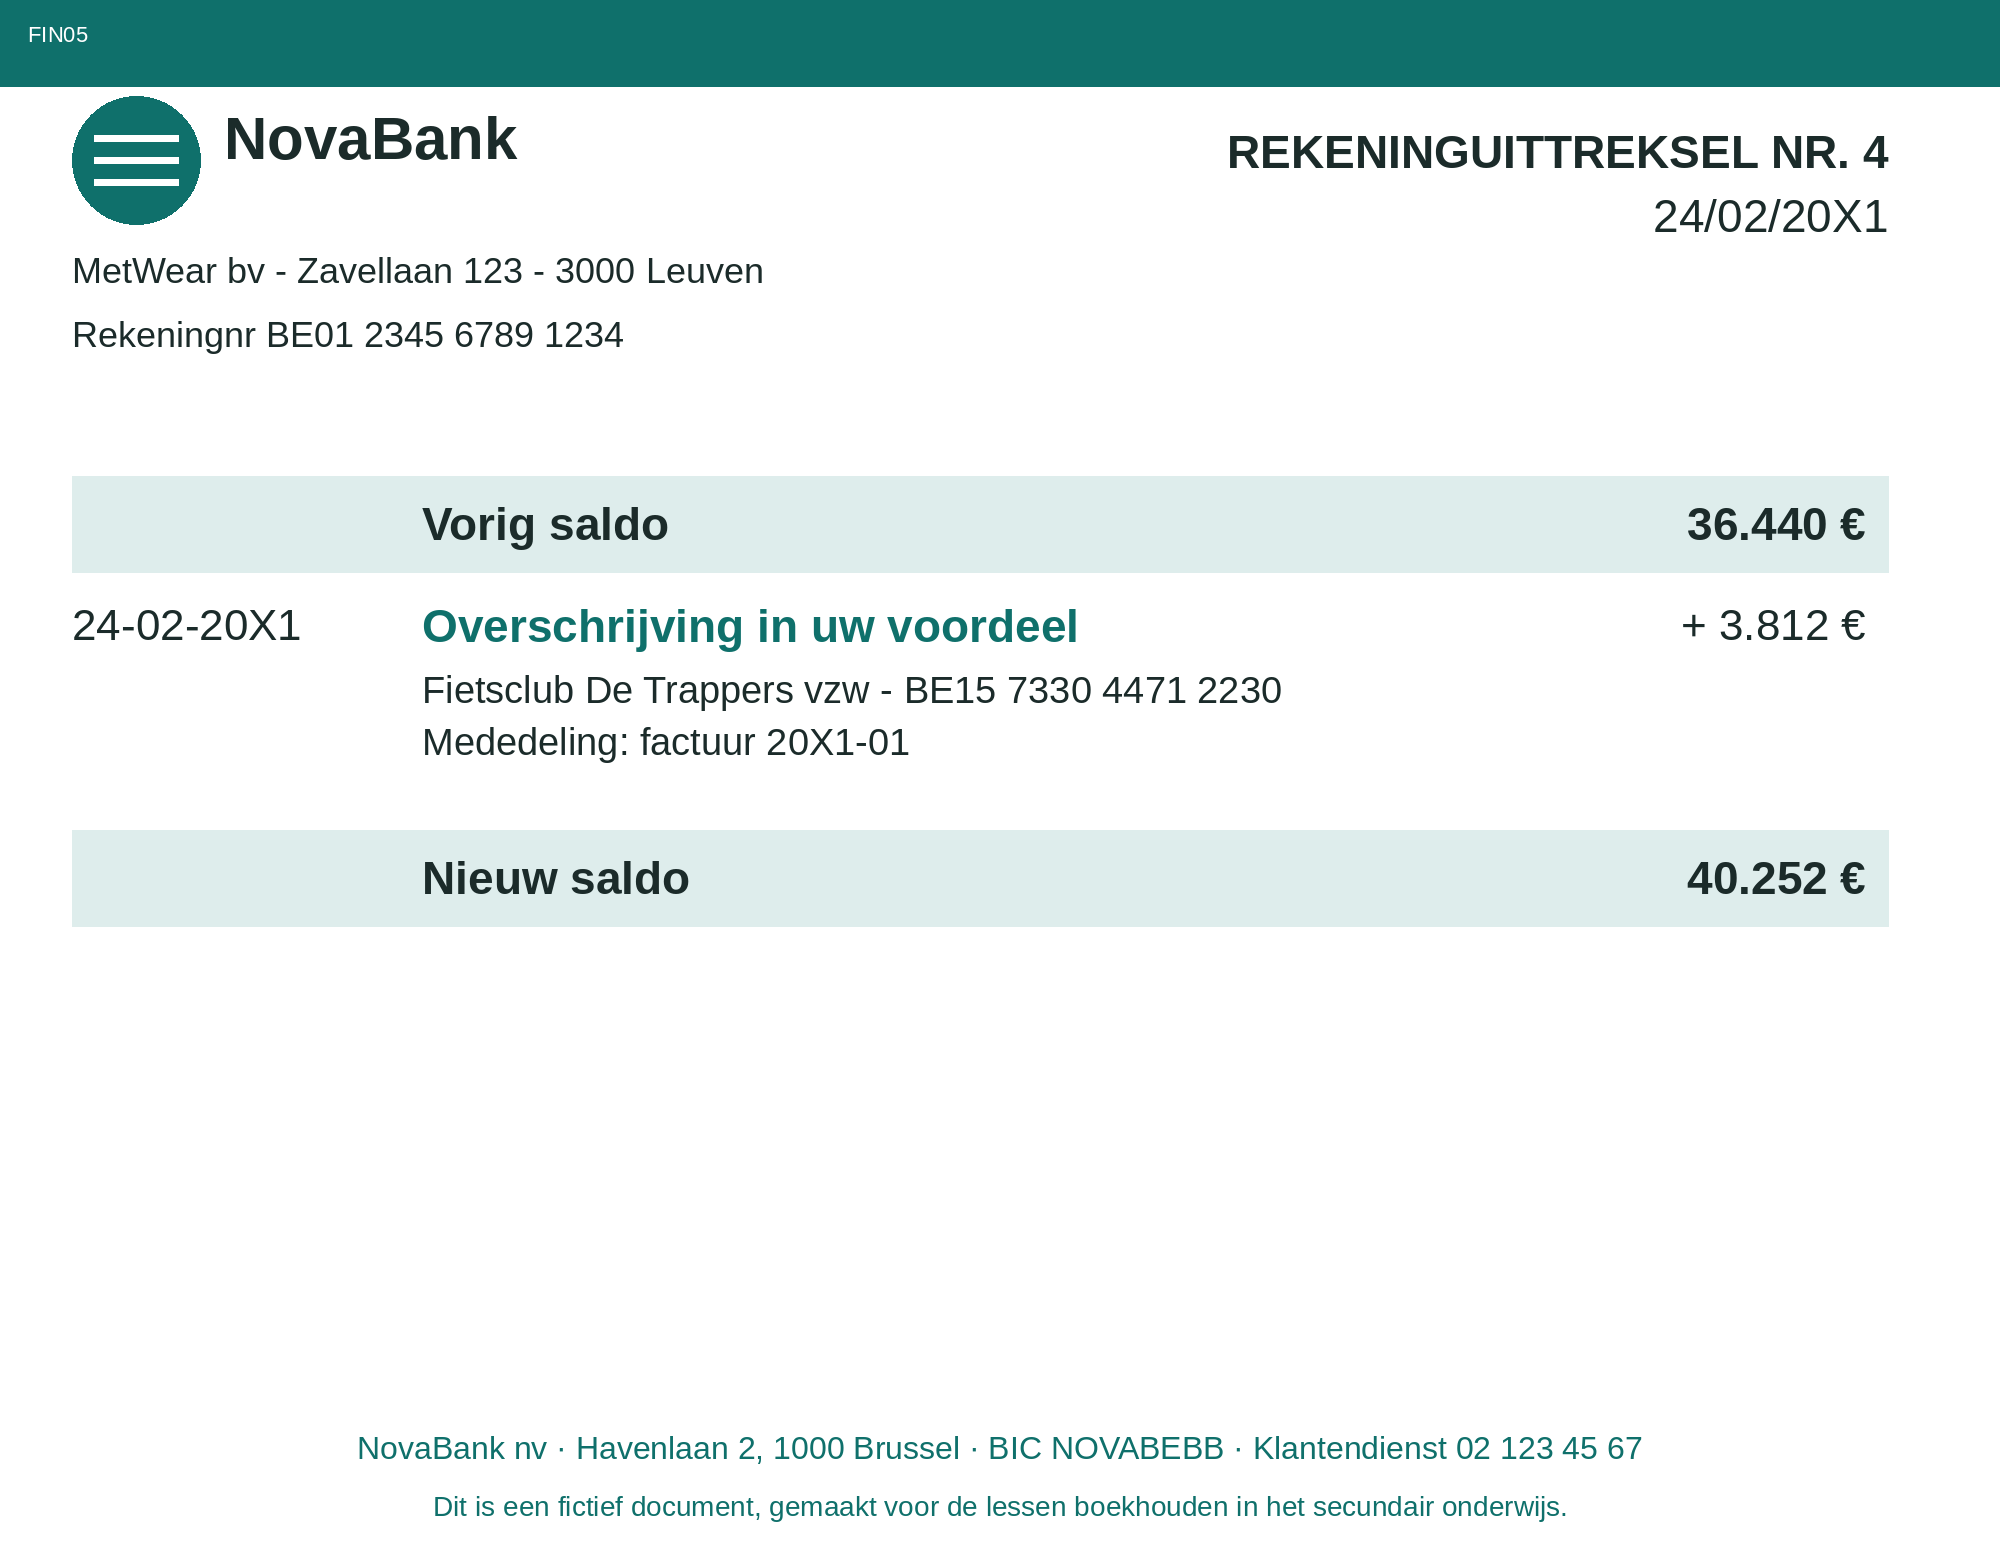 FIN05
NovaBank
REKENINGUITTREKSEL NR. 4
24/02/20X1
MetWear bv - Zavellaan 123 - 3000 Leuven
Rekeningnr BE01 2345 6789 1234
Vorig saldo 36.440 €
24-02-20X1 Overschrijving in uw voordeel + 3.812 €
Fietsclub De Trappers vzw - BE15 7330 4471 2230
Mededeling: factuur 20X1-01
Nieuw saldo 40.252 €
NovaBank nv · Havenlaan 2, 1000 Brussel · BIC NOVABEBB · Klantendienst 02 123 45 67
Dit is een fictief document, gemaakt voor de lessen boekhouden in het secundair onderwijs.